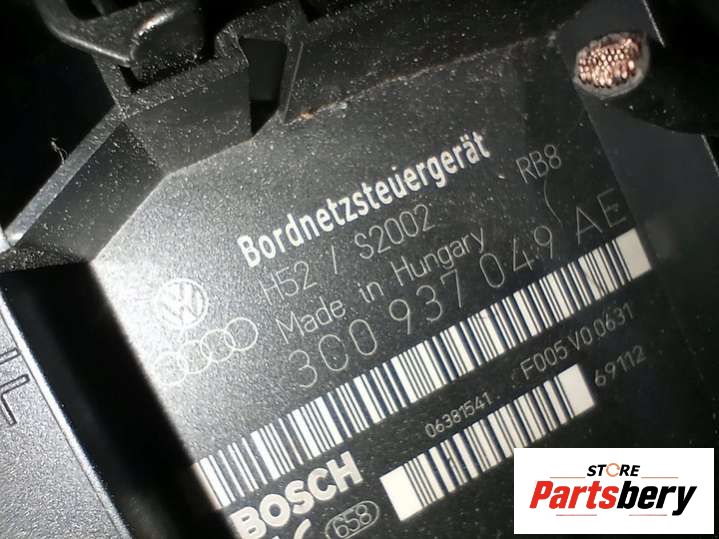 Bordnetzsteuergerät
H52 / S2002
RB8
Made in Hungary
3C0 937 049 AE
06381541
F005 V0 0631
69112
BOSCH
658
STORE
Partsbery